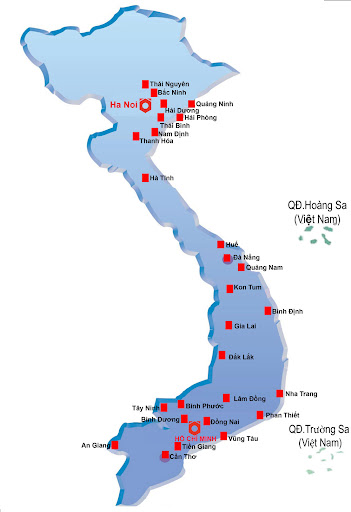 Thái Nguyên
Bắc Ninh
Ha Noi
Quảng Ninh
Hải Dương
Hải Phòng
Thái Bình
Nam Định
Thanh Hóa
Hà Tĩnh
QĐ.Hoàng Sa
(Việt Nam)
Huế
Đà Nẵng
Quảng Nam
Kon Tum
Bình Định
Gia Lai
Đắk Lắk
Nha Trang
Lâm Đồng
Bình Phước
Tây Ninh
Phan Thiết
Bình Dương
Đồng Nai
QĐ.Trường Sa
(Việt Nam)
HỒ CHÍ MINH
Vũng Tàu
An Giang
Tiền Giang
Cần Thơ